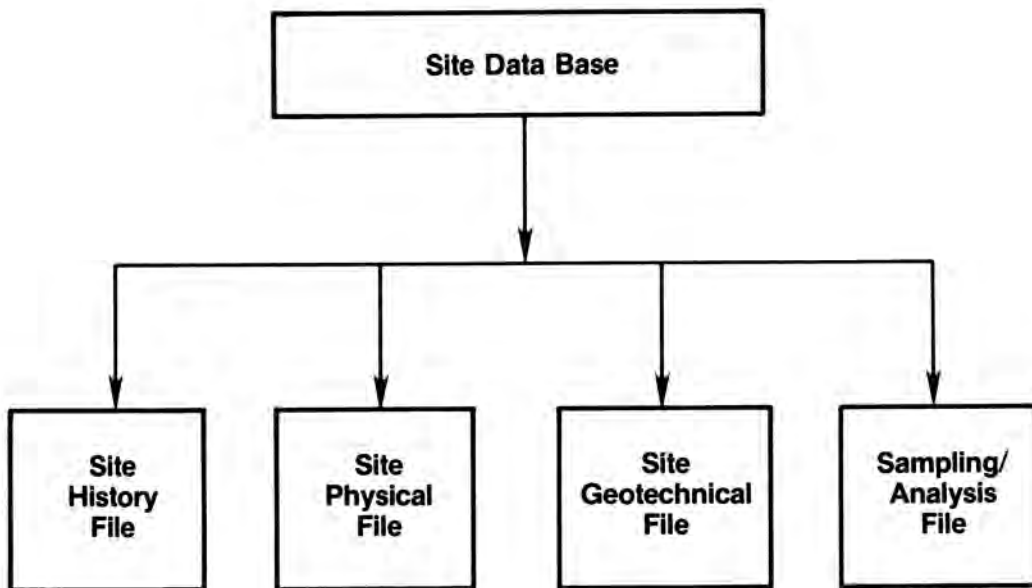 Site Data Base
Site
History
File
Site
Physical
File
Site
Geotechnical
File
Sampling/
Analysis
File